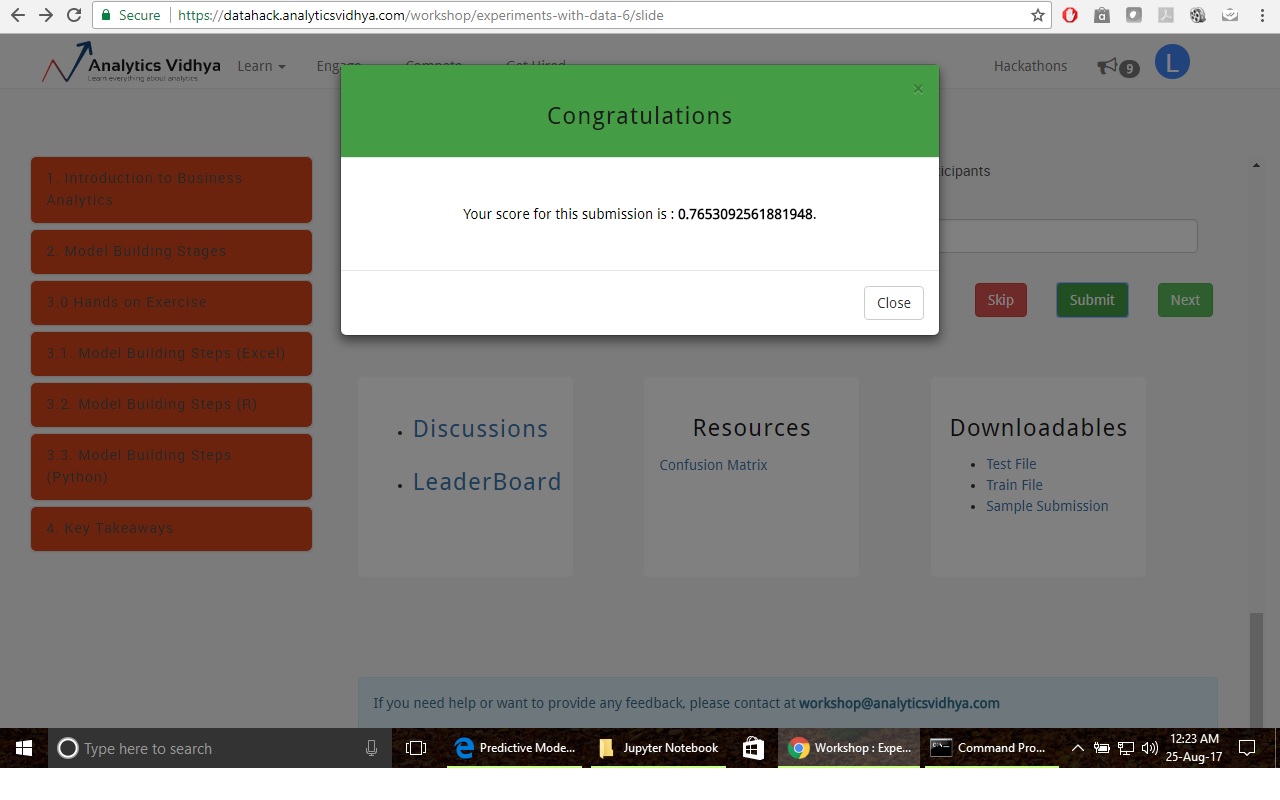 Secure | https://datahack.analyticsvidhya.com/workshop/experiments-with-data-6/slide
Analytics Vidhya
Learn everything about analytics
Learn
Engage
Compete
Get Hired
Hackathons
9
L
×
Congratulations
Your score for this submission is : 0.7653092561881948.
Close
1. Introduction to Business
Analytics
2. Model Building Stages
3.0 Hands on Exercise
3.1. Model Building Steps (Excel)
3.2. Model Building Steps (R)
3.3. Model Building Steps
(Python)
4. Key Takeaways
icipants
Skip
Submit
Next
• Discussions
• LeaderBoard
Resources
Confusion Matrix
Downloadables
• Test File
• Train File
• Sample Submission
If you need help or want to provide any feedback, please contact at workshop@analyticsvidhya.com
Type here to search
Predictive Mode...
Jupyter Notebook
Workshop : Expe...
Command Pro...
12:23 AM
25-Aug-17